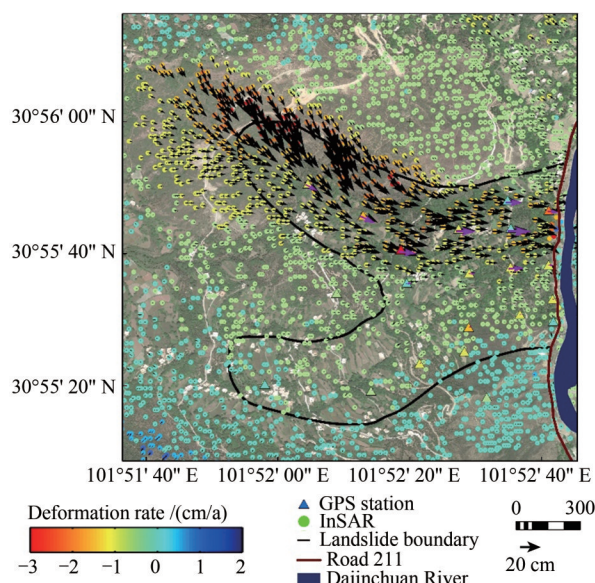 30°56' 00" N
30°55' 40" N
30°55' 20" N
101°51' 40" E 101°52' 00" E 101°52' 20" E 101°52' 40" E
Deformation rate /(cm/a)
−3 −2 −1 0 1 2
GPS station
InSAR
Landslide boundary
Road 211
Dajinchuan River
0 300
20 cm